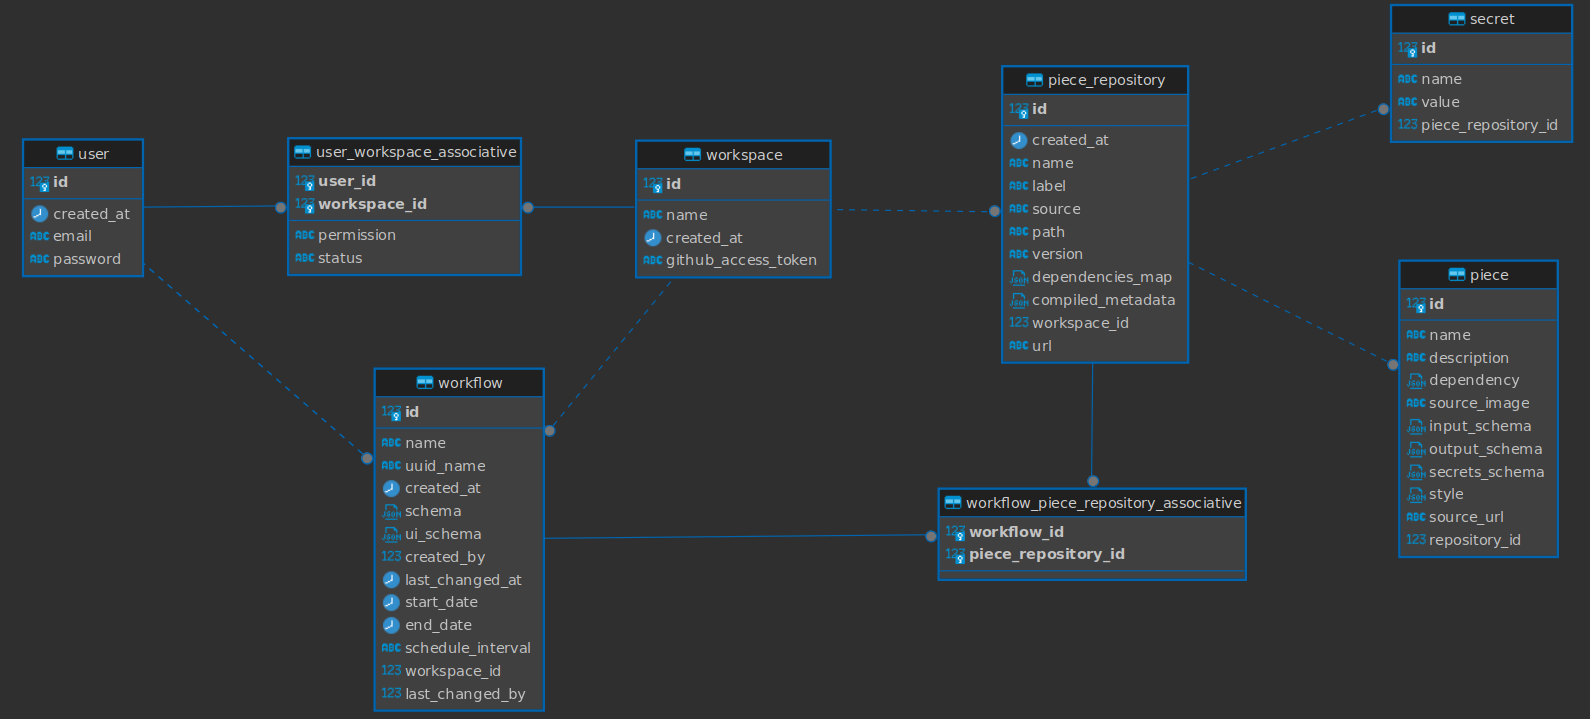 user
id
created_at
email
password
user_workspace_associative
user_id
workspace_id
permission
status
workspace
id
name
created_at
github_access_token
piece_repository
id
created_at
name
label
source
path
version
dependencies_map
compiled_metadata
workspace_id
url
secret
id
name
value
piece_repository_id
piece
id
name
description
dependency
source_image
input_schema
output_schema
secrets_schema
style
source_url
repository_id
workflow
id
name
uuid_name
created_at
schema
ui_schema
created_by
last_changed_at
start_date
end_date
schedule_interval
workspace_id
last_changed_by
workflow_piece_repository_associative
workflow_id
piece_repository_id